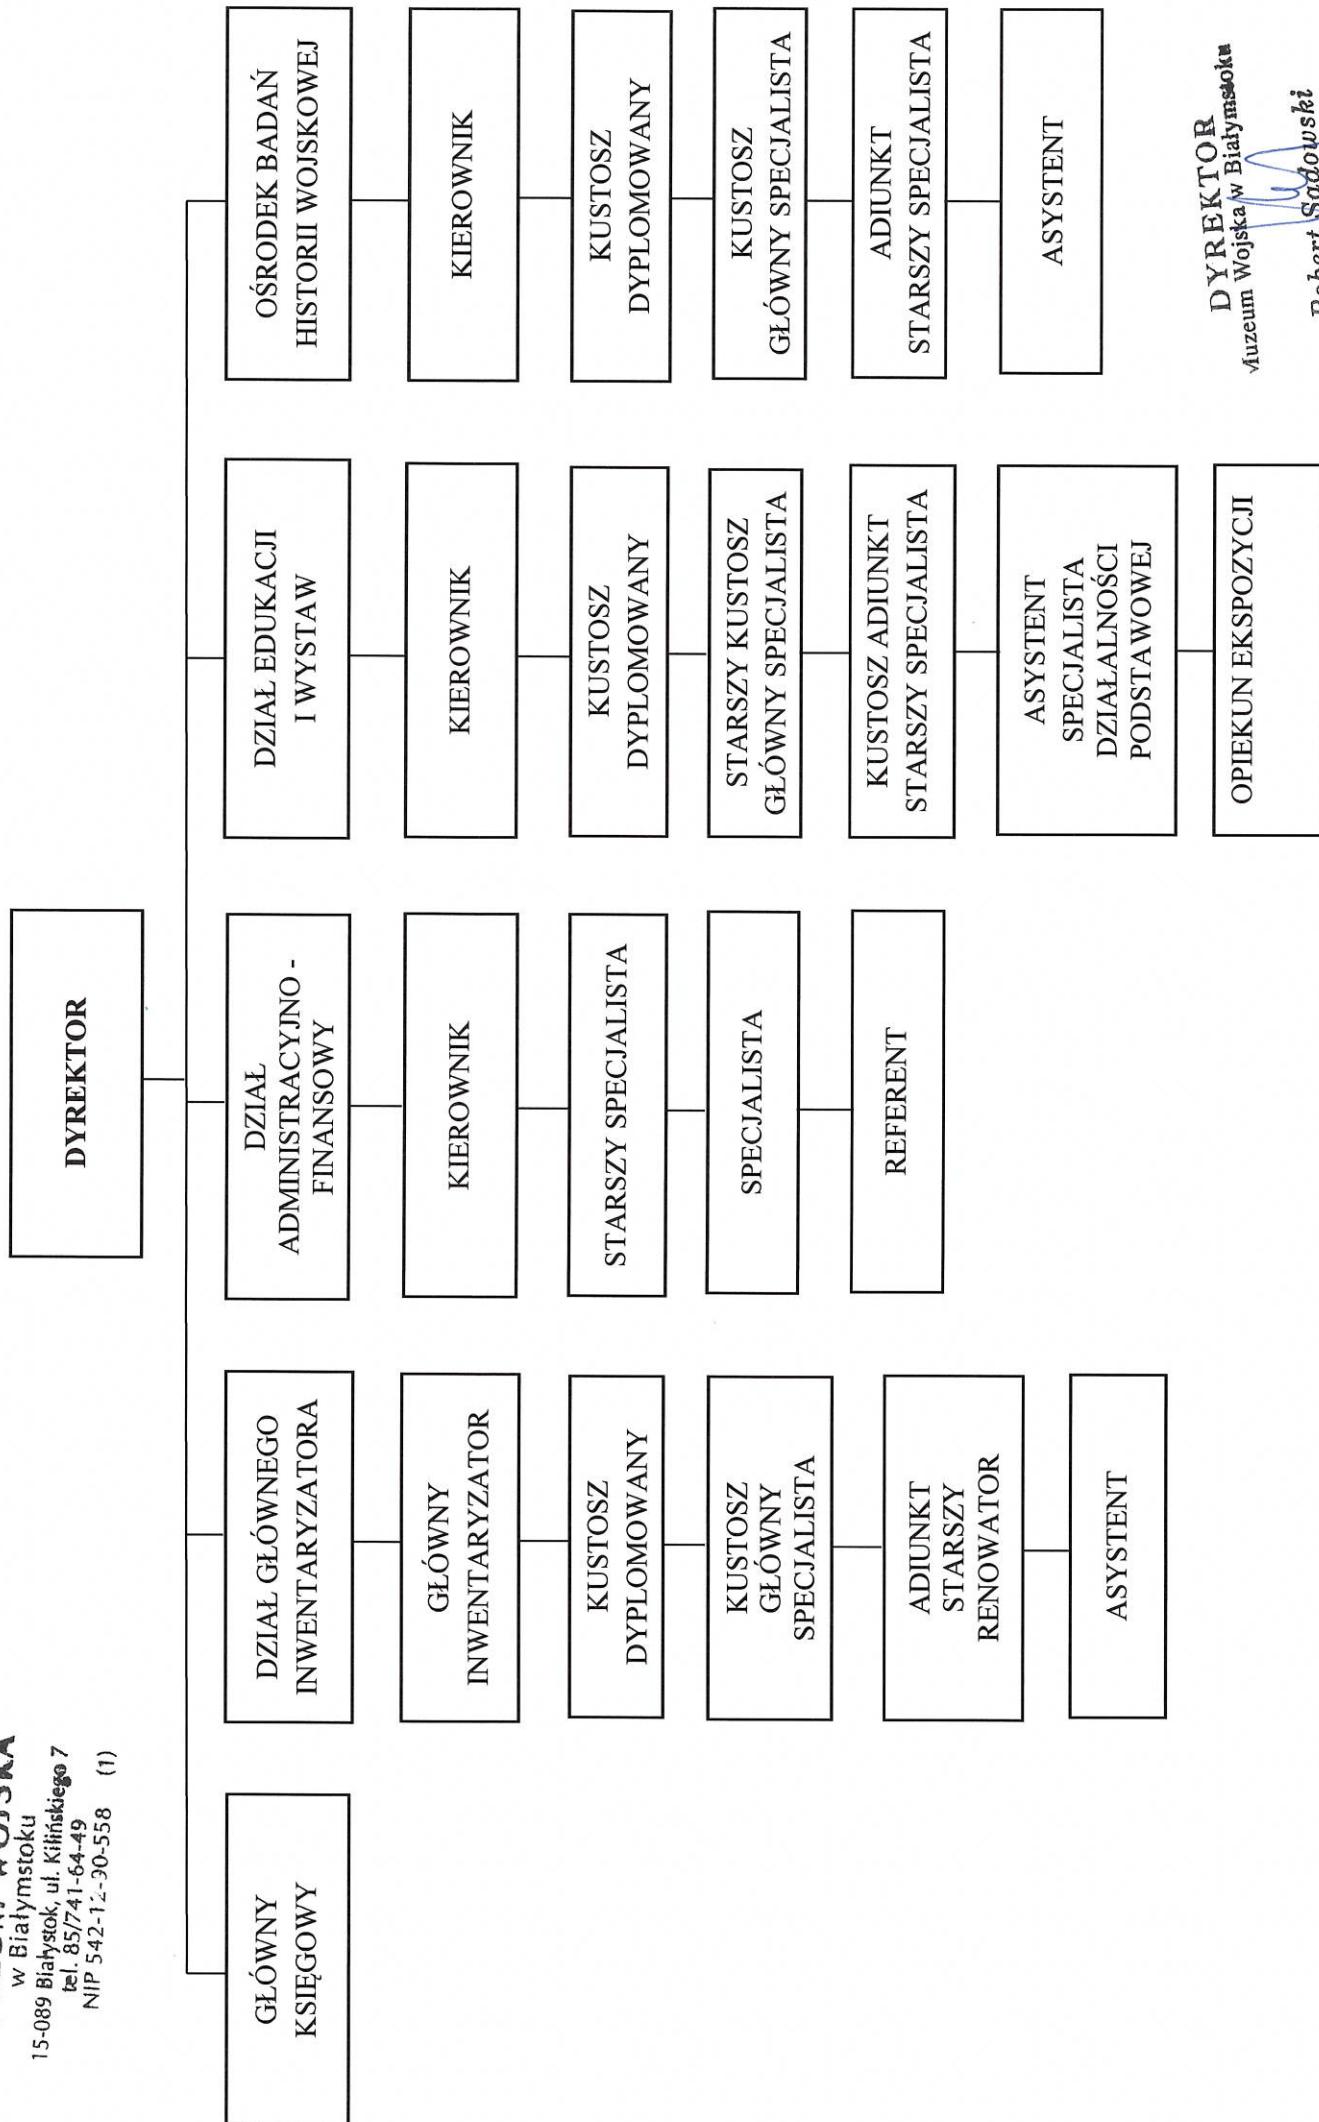 WOJSKA
w Białymstoku
15-089 Białystok, ul. Kilińskiego 7
tel. 85/741-64-49
NIP 542-12-90-558 (1)
DYREKTOR
GŁÓWNY
KSIĘGOWY
DZIAŁ GŁÓWNEGO
INWENTARYZATORA
GŁÓWNY
INWENTARYZATOR
KUSTOSZ
DYPLOMOWANY
KUSTOSZ
GŁÓWNY
SPECJALISTA
ADIUNKT
STARSZY
RENOWATOR
ASYSTENT
DZIAŁ
ADMINISTRACYJNO -
FINANSOWY
KIEROWNIK
STARSZY SPECJALISTA
SPECJALISTA
REFERENT
DZIAŁ EDUKACJI
I WYSTAW
KIEROWNIK
KUSTOSZ
DYPLOMOWANY
STARSZY KUSTOSZ
GŁÓWNY SPECJALISTA
KUSTOSZ ADIUNKT
STARSZY SPECJALISTA
ASYSTENT
SPECJALISTA
DZIAŁALNOŚCI
PODSTAWOWEJ
OPIEKUN EKSPOZYCJI
OŚRODEK BADAŃ
HISTORII WOJSKOWEJ
KIEROWNIK
KUSTOSZ
DYPLOMOWANY
KUSTOSZ
GŁÓWNY SPECJALISTA
ADIUNKT
STARSZY SPECJALISTA
ASYSTENT
DYREKTOR
Muzeum Wojska w Białymstoku
Robert Sadowski